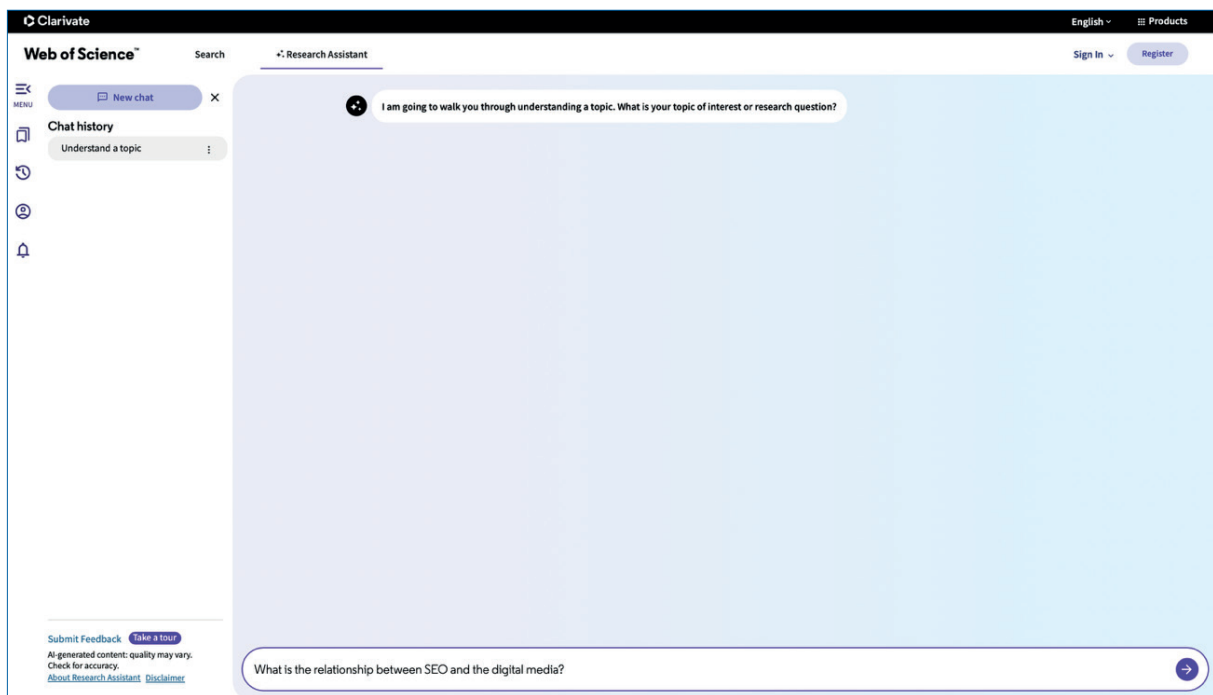 Clarivate
English
Products
Web of Science™
Search
Research Assistant
Sign In
Register
MENU
New chat
I am going to walk you through understanding a topic. What is your topic of interest or research question?
Chat history
Understand a topic
Submit Feedback
Take a tour
AI-generated content: quality may vary.
Check for accuracy.
About Research Assistant Disclaimer
What is the relationship between SEO and the digital media?